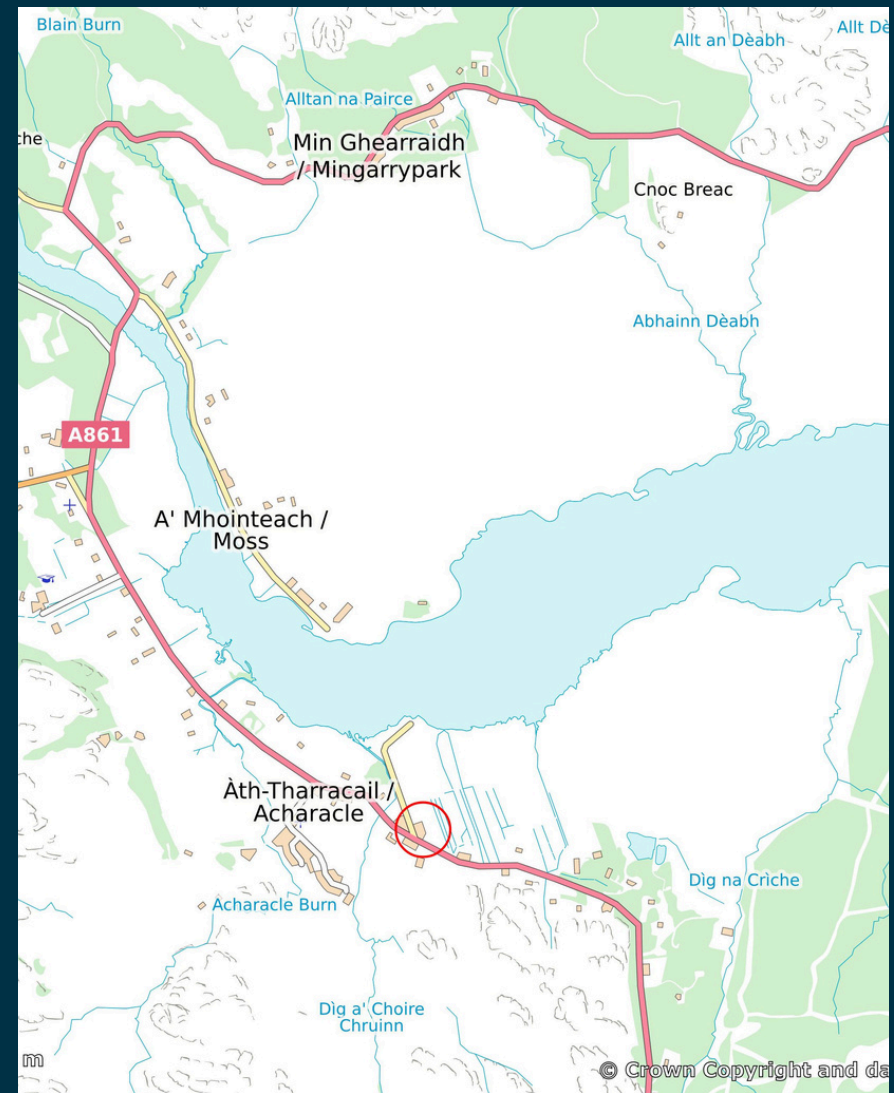 Blain Burn
Allt an Dèabh
Allt Dè
Alltan na Pairce
che
Min Ghearraidh
/ Mingarrypark
Cnoc Breac
Abhainn Dèabh
A861
A' Mhointeach /
Moss
Àth-Tharracail /
Acharacle
Dìg na Crìche
Acharacle Burn
Dìg a' Choire
Chruinn
m
© Crown Copyright and da